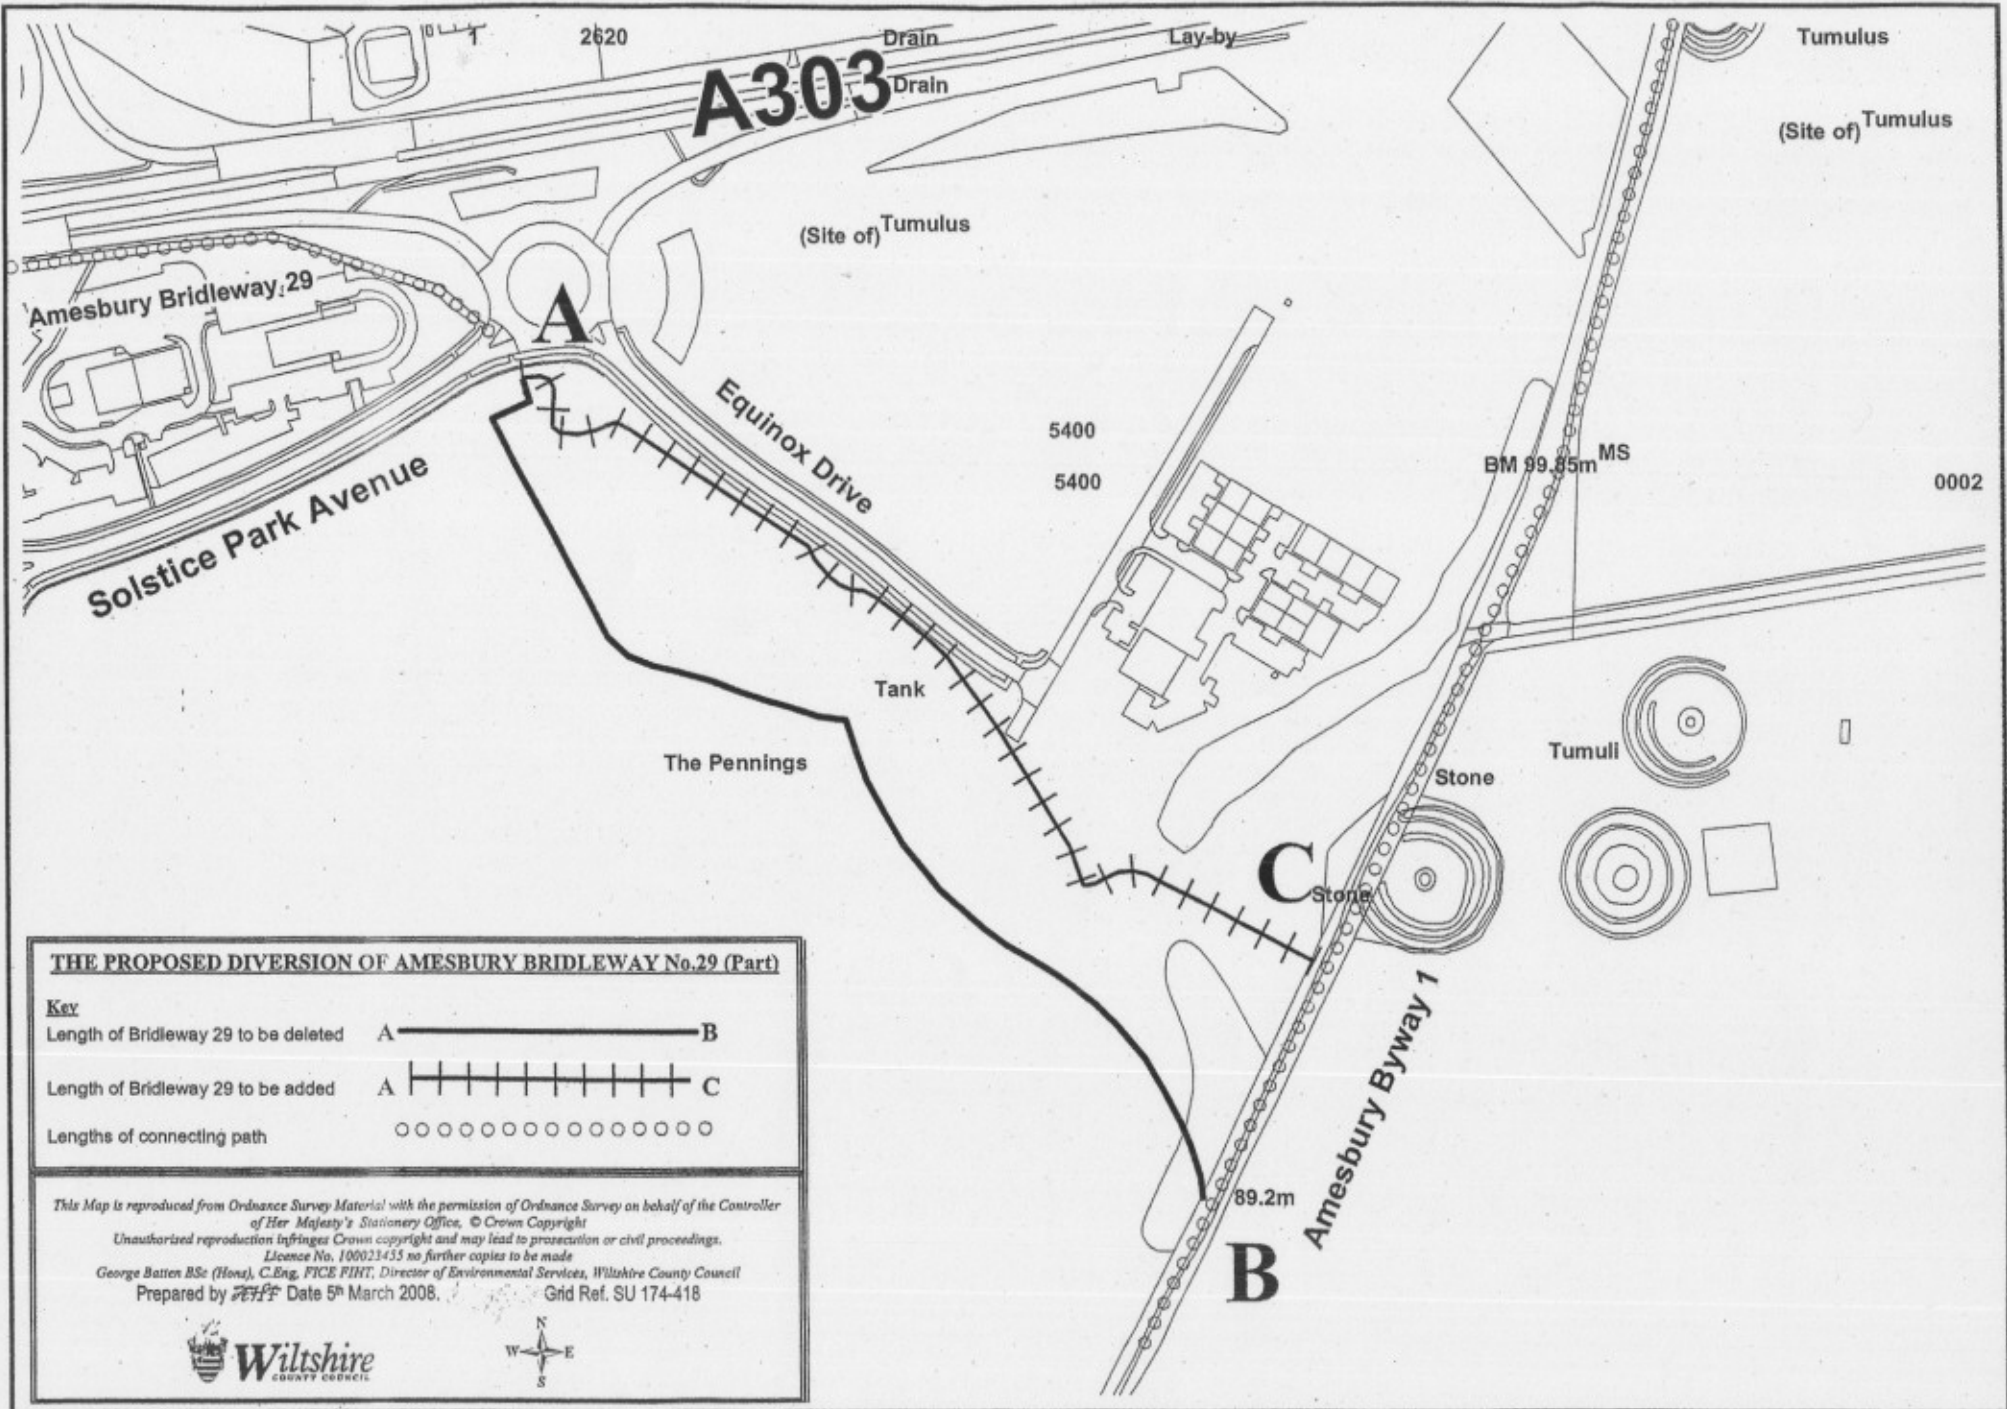 1
2620
Drain
Lay-by
Tumulus
A303
Drain
(Site of) Tumulus
(Site of) Tumulus
Amesbury Bridleway 29
A
Equinox Drive
5400
5400
BM 99.85m
MS
0002
Solstice Park Avenue
Tank
The Pennings
Tumuli
Stone
C
Stone
Amesbury Byway 1
89.2m
B
THE PROPOSED DIVERSION OF AMESBURY BRIDLEWAY No.29 (Part)
Key
Length of Bridleway 29 to be deleted A B
Length of Bridleway 29 to be added A C
Lengths of connecting path
This Map is reproduced from Ordnance Survey Material with the permission of Ordnance Survey on behalf of the Controller
of Her Majesty's Stationery Office, © Crown Copyright
Unauthorised reproduction infringes Crown copyright and may lead to prosecution or civil proceedings.
Licence No. 100023455 no further copies to be made
George Batten BSc (Hons), C.Eng, FICE FIHT, Director of Environmental Services, Wiltshire County Council
Prepared by Date 5th March 2008. Grid Ref. SU 174-418
Wiltshire
COUNTY COUNCIL
N
W E
S